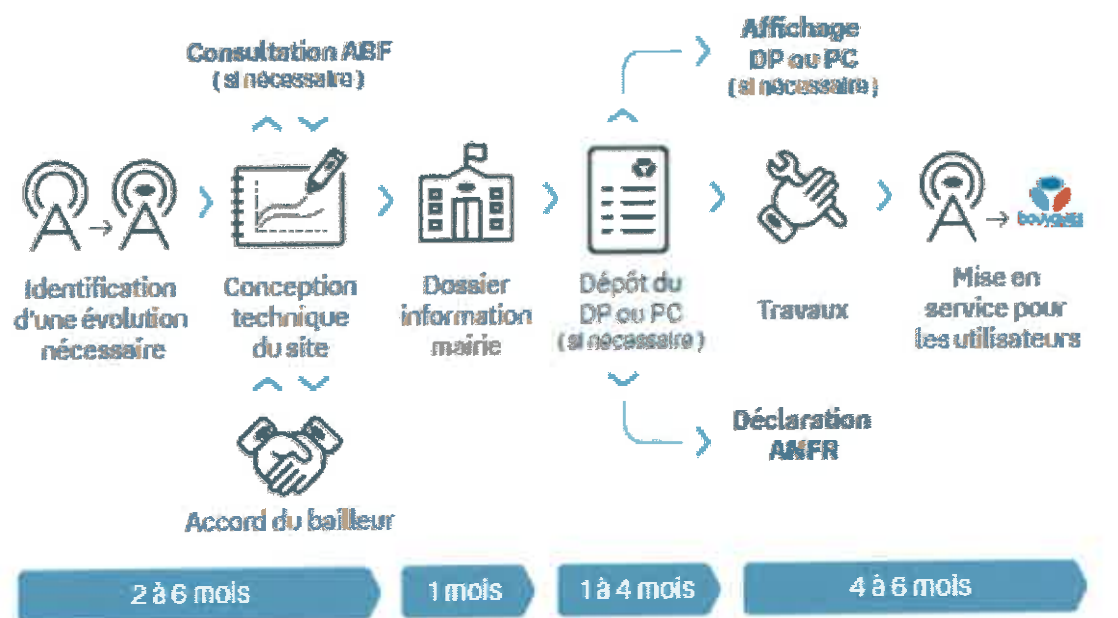 Consultation ABF
(si nécessaire)
Affichage
DP ou PC
(si nécessaire)
Identification
d'une évolution
nécessaire
Conception
technique
du site
Dossier
information
mairie
Dépôt du
DP ou PC
(si nécessaire)
Travaux
bouygues
Mise en
service pour
les utilisateurs
Accord du bailleur
Déclaration
ANFR
2 à 6 mois
1 mois
1 à 4 mois
4 à 6 mois